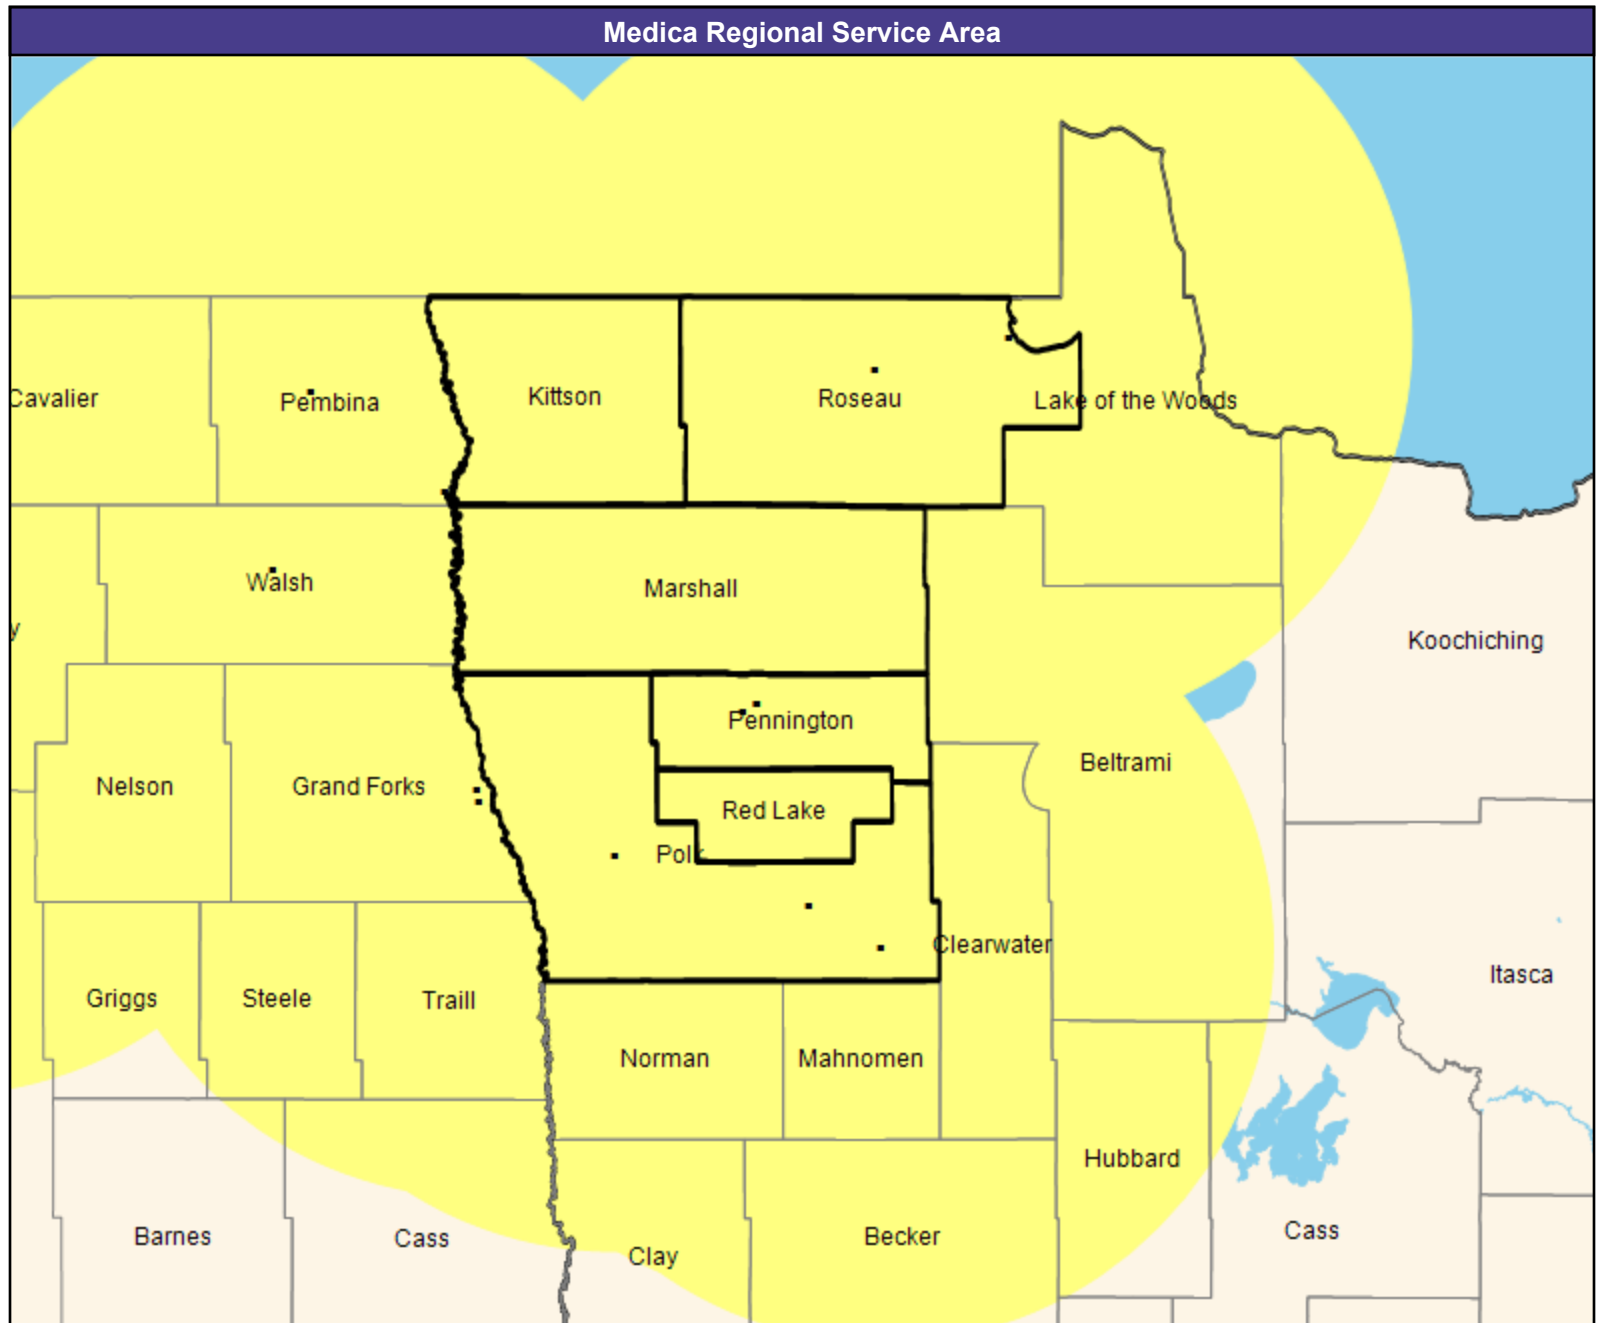 Medica Regional Service Area
Cavalier
Pembina
Kittson
Roseau
Lake of the Woods
Walsh
Marshall
y
Koochiching
Pennington
Beltrami
Nelson
Grand Forks
Red Lake
Polk
Clearwater
Itasca
Griggs
Steele
Traill
Norman
Mahnomen
Hubbard
Barnes
Cass
Clay
Becker
Cass